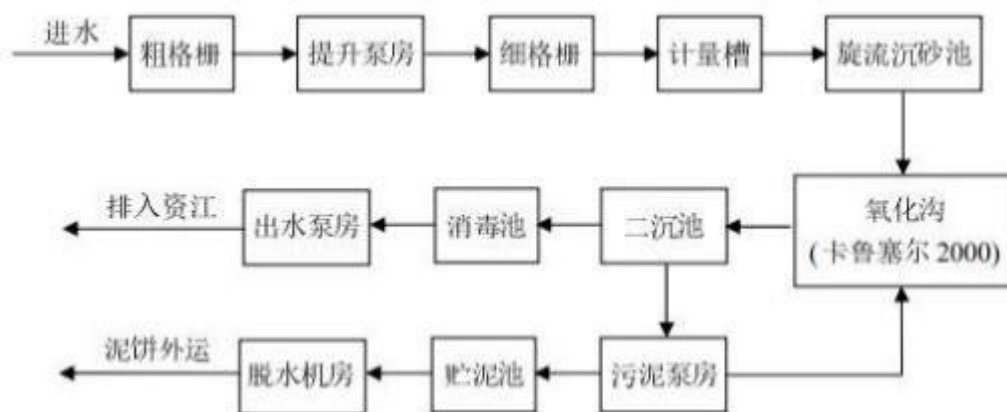 进水
粗格栅
提升泵房
细格栅
计量槽
旋流沉砂池
排入资江
出水泵房
消毒池
二沉池
氧化沟
(卡鲁塞尔 2000)
泥饼外运
脱水机房
贮泥池
污泥泵房